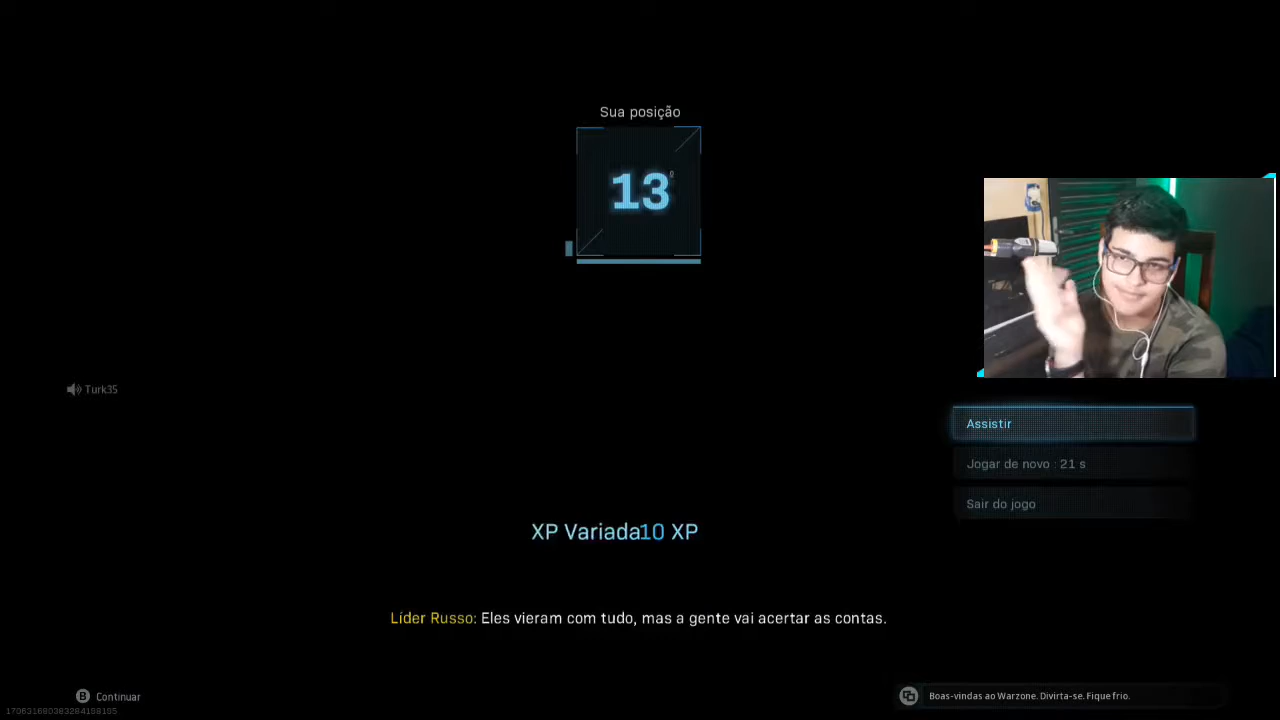 Sua posição
13º
Turk35
Assistir
Jogar de novo : 21 s
Sair do jogo
XP Variada10 XP
Líder Russo: Eles vieram com tudo, mas a gente vai acertar as contas.
B Continuar
Boas-vindas ao Warzone. Divirta-se. Fique frio.